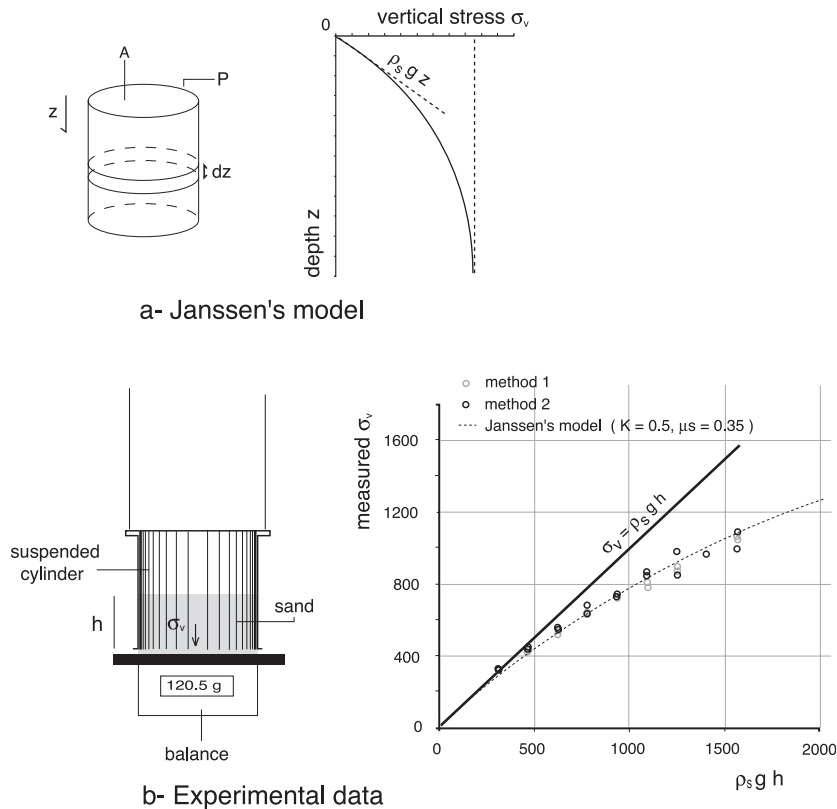 0
vertical stress σv
A
P
z
dz
ρs g z
depth z
a- Janssen's model
method 1
method 2
Janssen's model ( K = 0.5, μs = 0.35 )
1600
1200
800
400
0
measured σv
σv = ρs g h
0 500 1000 1500 2000
ρs g h
suspended
cylinder
h
σv
sand
120.5 g
balance
b- Experimental data